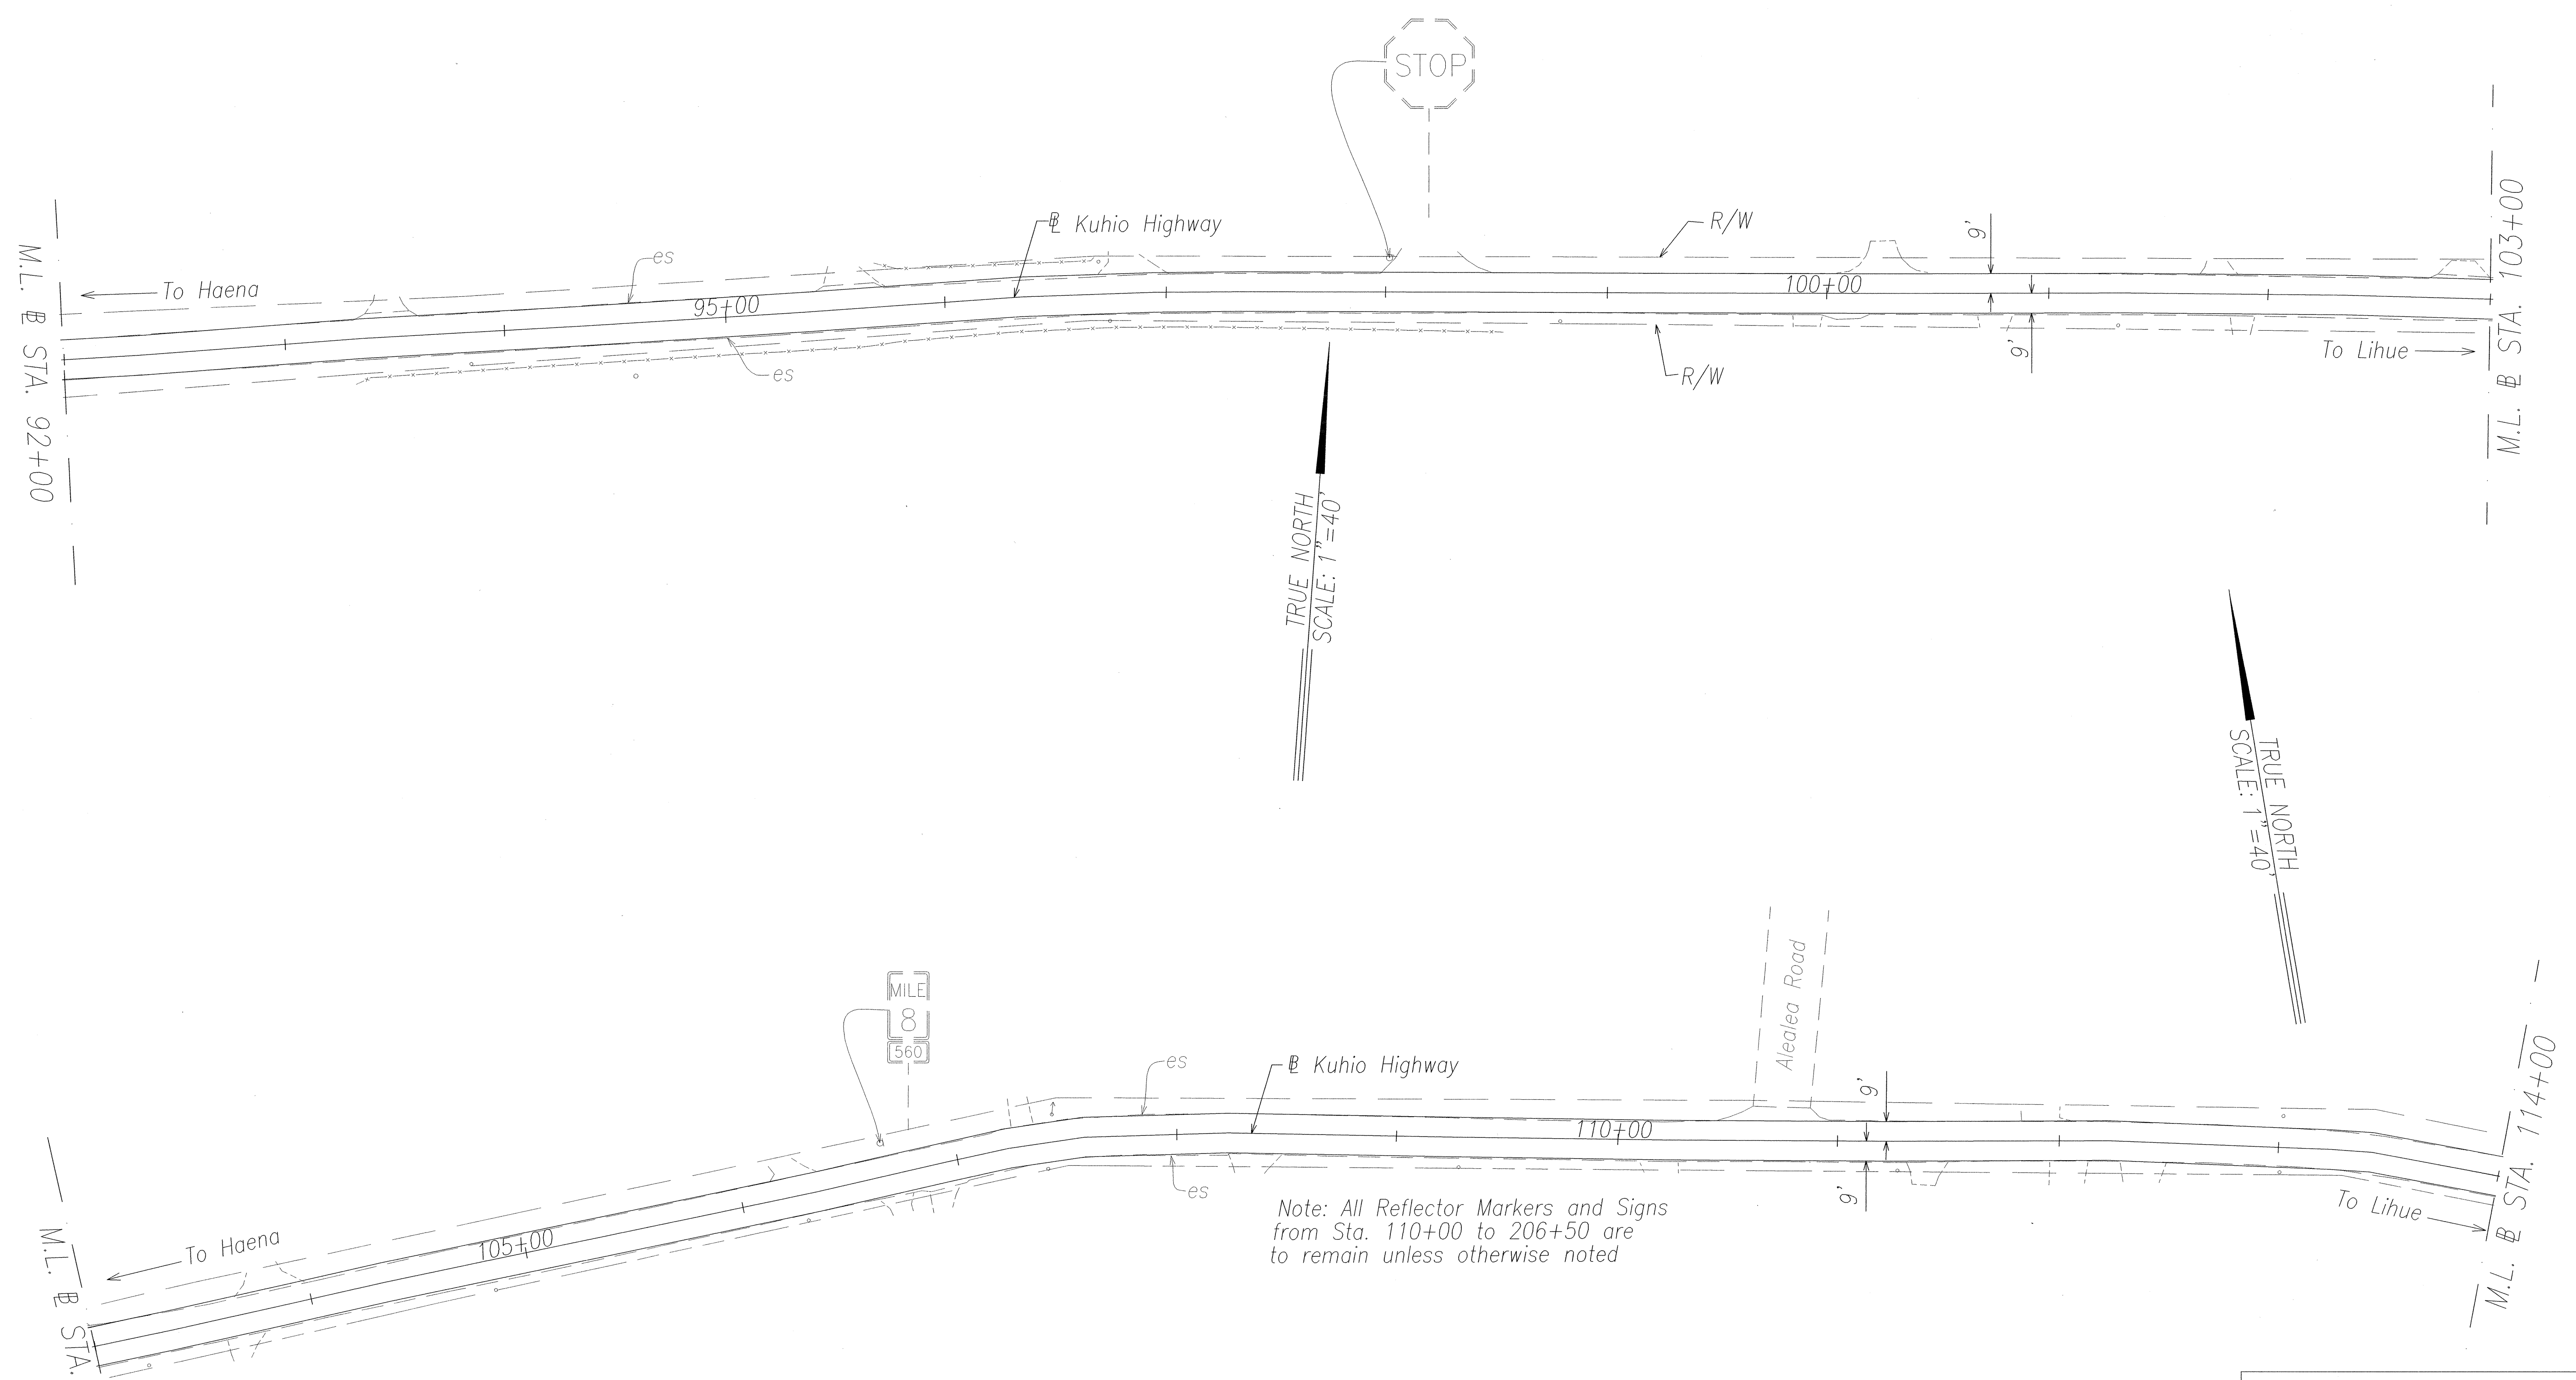 STOP
℄ Kuhio Highway
R/W
9'
M.L. ℄ STA. 92+00
To Haena
es
95+00
100+00
M.L. ℄ STA. 103+00
9'
To Lihue
es
R/W
TRUE NORTH
SCALE: 1"=40'
TRUE NORTH
SCALE: 1"=40'
MILE
8
560
Alealea Road
es
℄ Kuhio Highway
9'
110+00
M.L. ℄ STA. 114+00
es
9'
Note: All Reflector Markers and Signs
from Sta. 110+00 to 206+50 are
to remain unless otherwise noted
To Lihue
To Haena
105+00
M.L. ℄ STA.